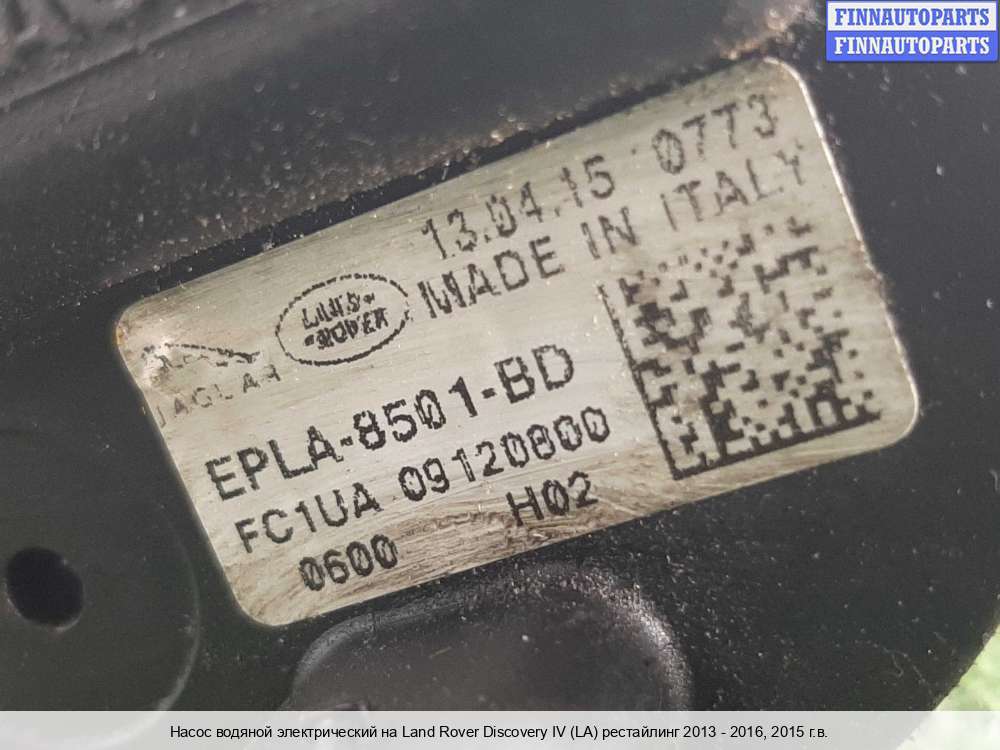 FINNAUTOPARTS
FINNAUTOPARTS
13.04.15 0773
MADE IN ITALY
LAND-
ROVER
JAGUAR
EPLA-8501-BD
FC1UA 09120800
0600 H02
Насос водяной электрический на Land Rover Discovery IV (LA) рестайлинг 2013 - 2016, 2015 г.в.